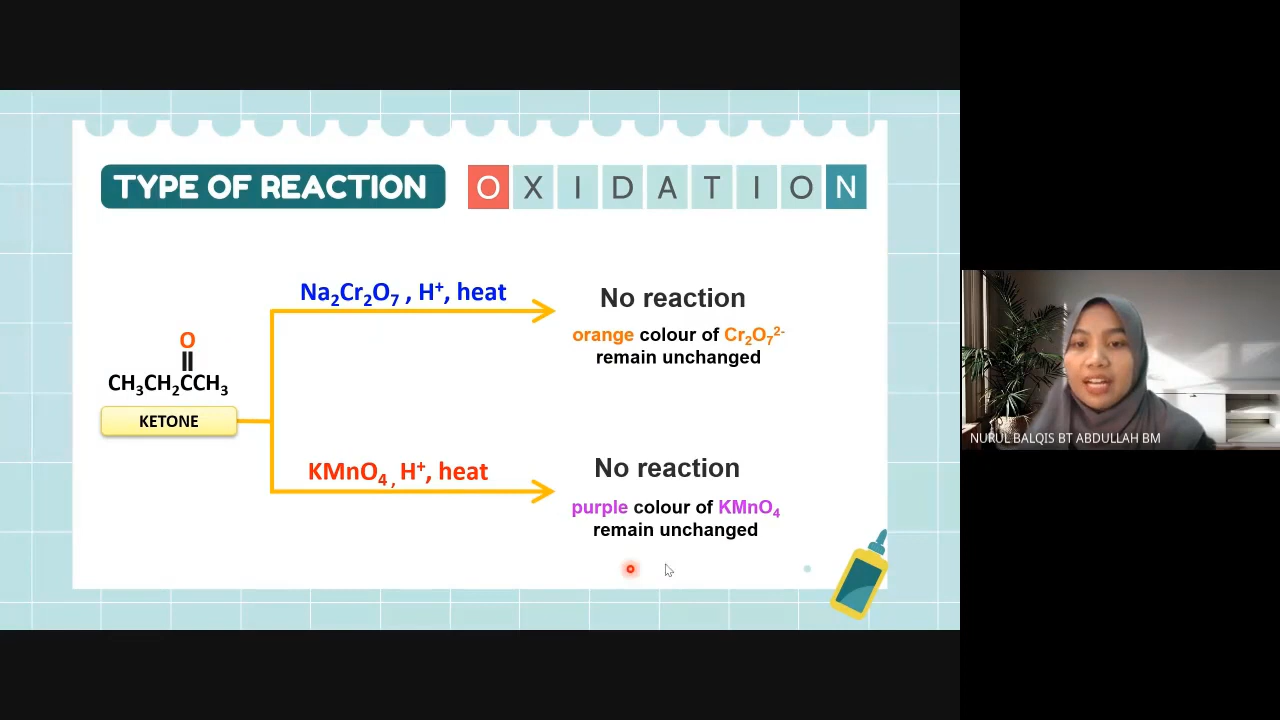 TYPE OF REACTION
OXIDATION
Na₂Cr₂O₇ , H⁺, heat
No reaction
orange colour of Cr₂O₇²⁻
remain unchanged
O
CH₃CH₂CCH₃
KETONE
KMnO₄ , H⁺, heat
No reaction
purple colour of KMnO₄
remain unchanged
NURUL BALQIS BT ABDULLAH BM